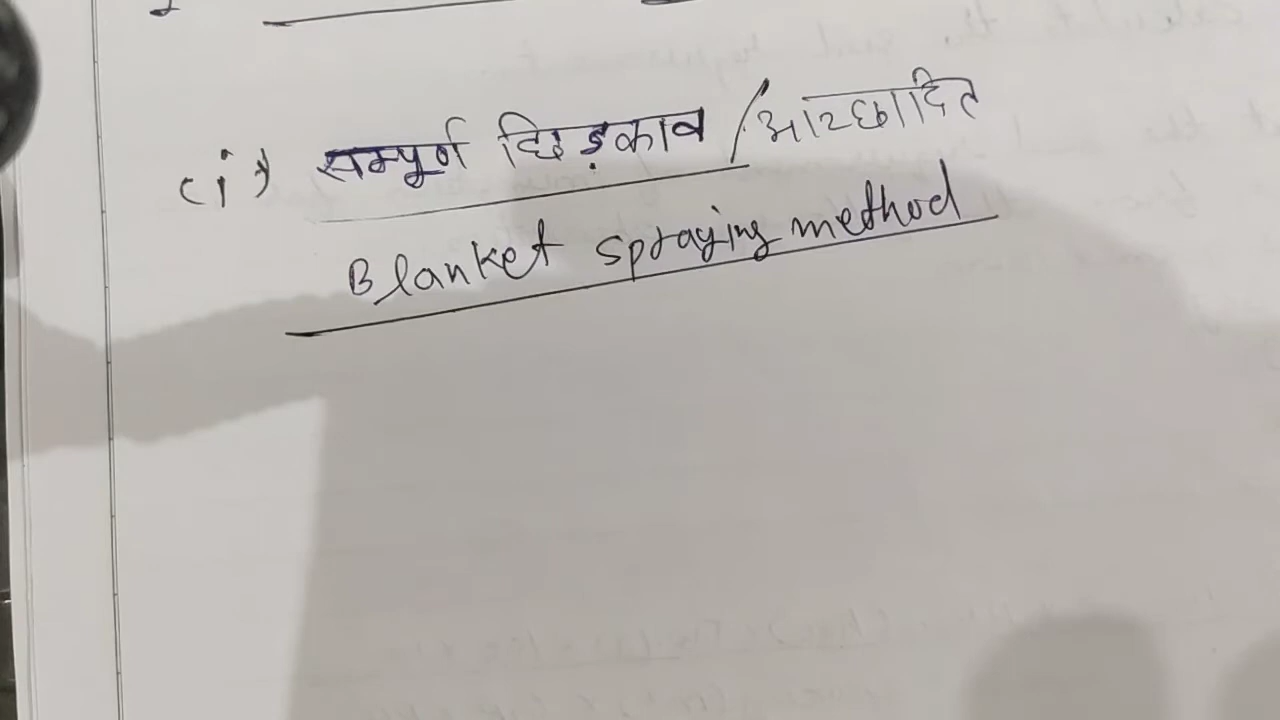 (i) सम्पूर्ण छिड़काव / आच्छादित
Blanket spraying method